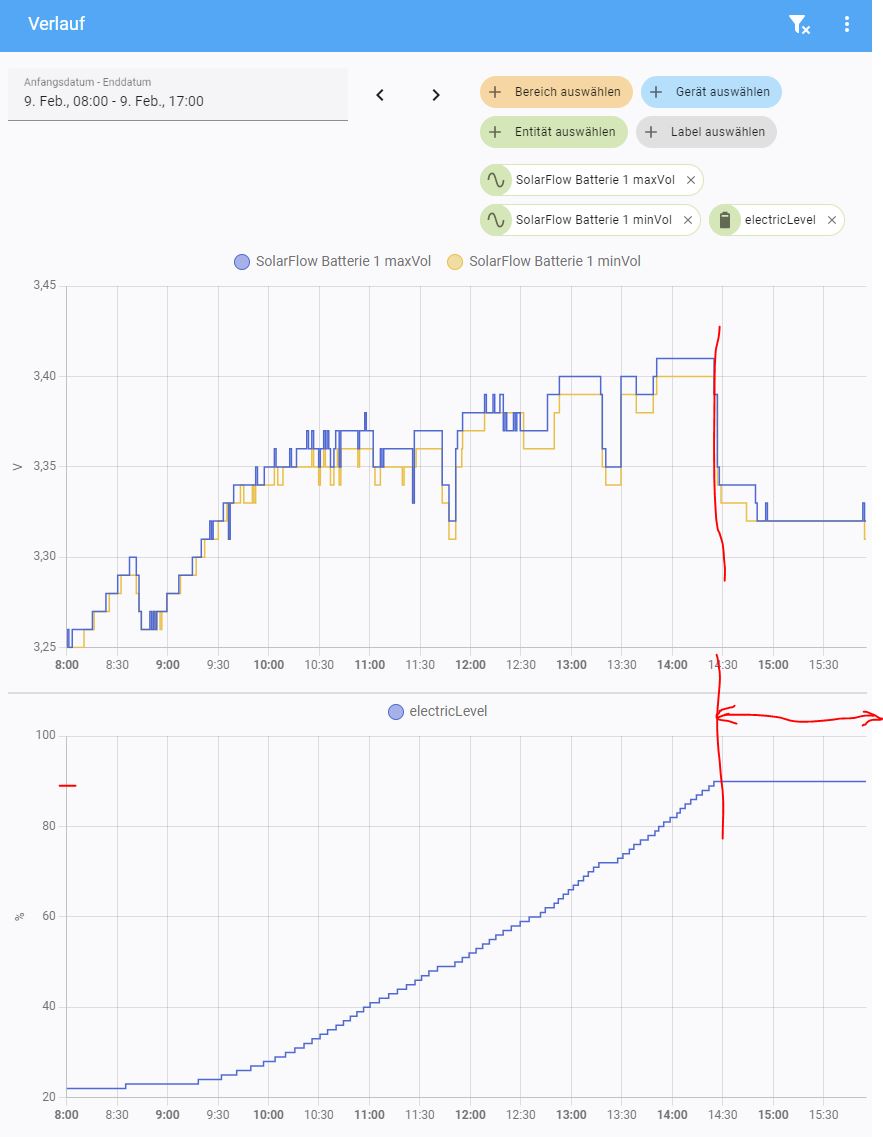 Verlauf
Anfangsdatum - Enddatum
9. Feb., 08:00 - 9. Feb., 17:00
Bereich auswählen
Gerät auswählen
Entität auswählen
Label auswählen
SolarFlow Batterie 1 maxVol
SolarFlow Batterie 1 minVol
electricLevel
SolarFlow Batterie 1 maxVol SolarFlow Batterie 1 minVol
3,45
3,40
V
3,35
3,30
3,25
8:00 8:30 9:00 9:30 10:00 10:30 11:00 11:30 12:00 12:30 13:00 13:30 14:00 14:30 15:00 15:30
electricLevel
100
80
%
60
40
20
8:00 8:30 9:00 9:30 10:00 10:30 11:00 11:30 12:00 12:30 13:00 13:30 14:00 14:30 15:00 15:30